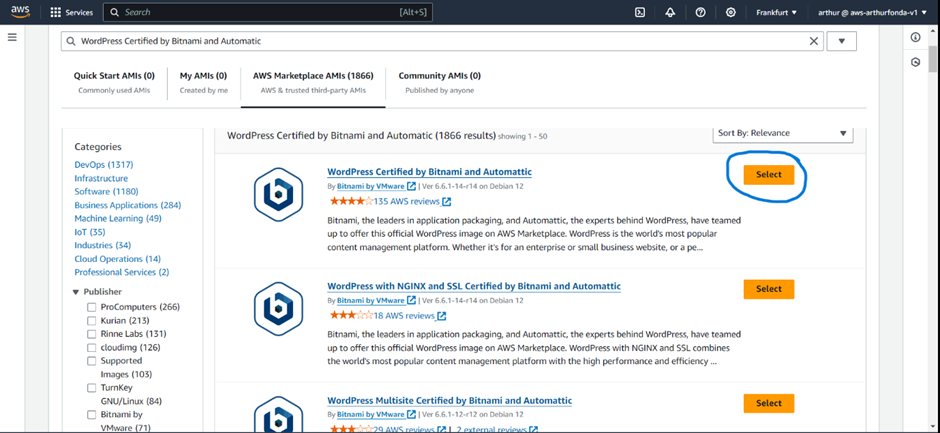 aws
Services
Search
[Alt+S]
Frankfurt
arthur @ aws-arthurfonda-v1
WordPress Certified by Bitnami and Automatic
Quick Start AMIs (0)
Commonly used AMIs
My AMIs (0)
Created by me
AWS Marketplace AMIs (1866)
AWS & trusted third-party AMIs
Community AMIs (0)
Published by anyone
Categories
DevOps (1317)
Infrastructure
Software (1180)
Business Applications (284)
Machine Learning (49)
IoT (35)
Industries (34)
Cloud Operations (14)
Professional Services (2)
Publisher
ProComputers (266)
Kurian (213)
Rinne Labs (131)
cloudimg (126)
Supported
Images (103)
TurnKey
GNU/Linux (84)
Bitnami by
VMware (71)
WordPress Certified by Bitnami and Automatic (1866 results) showing 1 - 50
Sort By: Relevance
WordPress Certified by Bitnami and Automattic
By Bitnami by VMware | Ver 6.6.1-14-r14 on Debian 12
135 AWS reviews
Bitnami, the leaders in application packaging, and Automattic, the experts behind WordPress, have teamed
up to offer this official WordPress image on AWS Marketplace. WordPress is the world's most popular
content management platform. Whether it's for an enterprise or small business website, or a pe...
Select
WordPress with NGINX and SSL Certified by Bitnami and Automattic
By Bitnami by VMware | Ver 6.6.1-14-r14 on Debian 12
18 AWS reviews
Bitnami, the leaders in application packaging, and Automattic, the experts behind WordPress, have teamed
up to offer this official WordPress image on AWS Marketplace. WordPress with NGINX and SSL combines
the world's most popular content management platform with the high performance and efficiency ...
Select
WordPress Multisite Certified by Bitnami and Automattic
By Bitnami by VMware | Ver 6.6.1-12-r12 on Debian 12
29 AWS reviews | 2 external reviews
Select